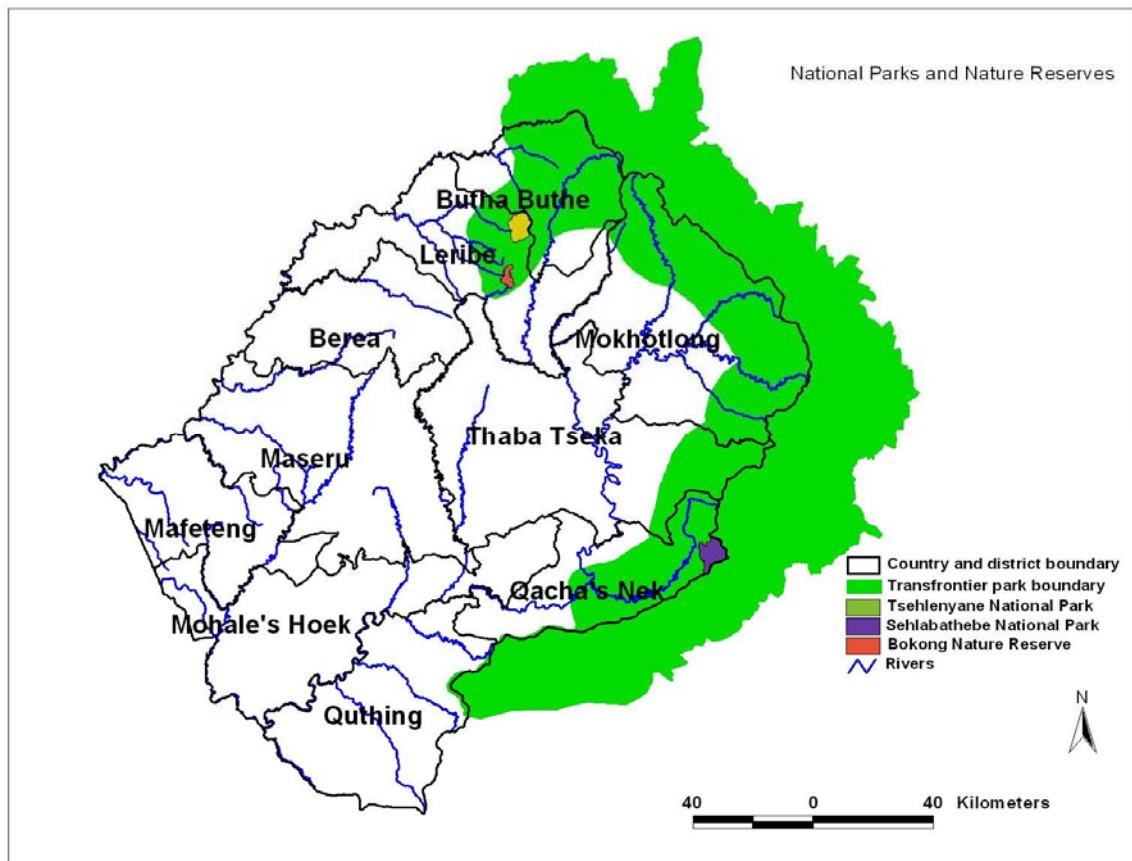 National Parks and Nature Reserves
Butha Buthe
Leribe
Berea
Mokhotlong
Thaba Tseka
Maseru
Mafeteng
Qacha's Nek
Mohale's Hoek
Quthing
Country and district boundary
Transfrontier park boundary
Tsehlenyane National Park
Sehlabathebe National Park
Bokong Nature Reserve
Rivers
N
40 0 40 Kilometers